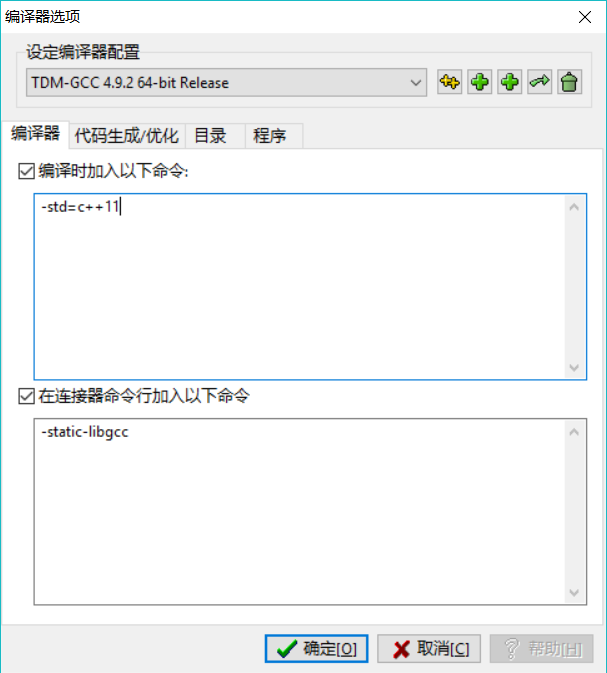 编译器选项
设定编译器配置
TDM-GCC 4.9.2 64-bit Release
编译器 代码生成/优化 目录 程序
编译时加入以下命令:
-std=c++11
在连接器命令行加入以下命令
-static-libgcc
确定[O] 取消[C] 帮助[H]